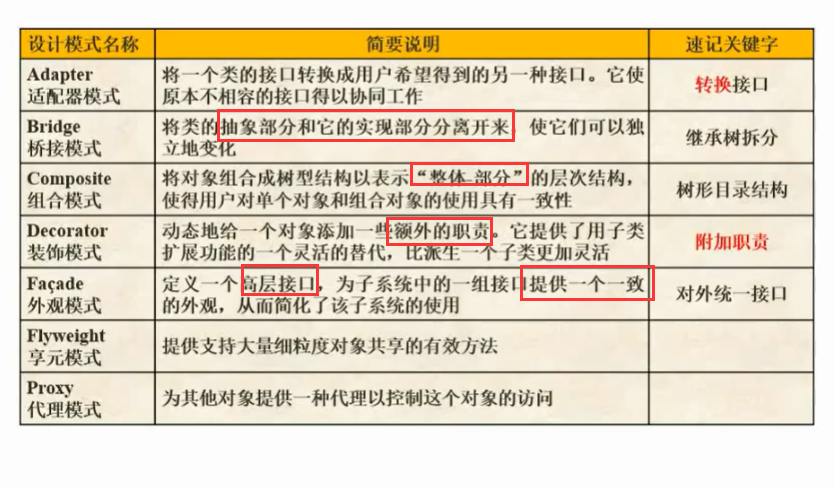 设计模式名称 简要说明 速记关键字
Adapter
适配器模式
将一个类的接口转换成用户希望得到的另一种接口。它使
原本不相容的接口得以协同工作
转换接口
Bridge
桥接模式
将类的抽象部分和它的实现部分分离开来，使它们可以独
立地变化
继承树拆分
Composite
组合模式
将对象组合成树型结构以表示“整体-部分”的层次结构，
使得用户对单个对象和组合对象的使用具有一致性
树形目录结构
Decorator
装饰模式
动态地给一个对象添加一些额外的职责。它提供了用子类
扩展功能的一个灵活的替代，比派生一个子类更加灵活
附加职责
Façade
外观模式
定义一个高层接口，为子系统中的一组接口提供一个一致
的外观，从而简化了该子系统的使用
对外统一接口
Flyweight
享元模式
提供支持大量细粒度对象共享的有效方法
Proxy
代理模式
为其他对象提供一种代理以控制这个对象的访问